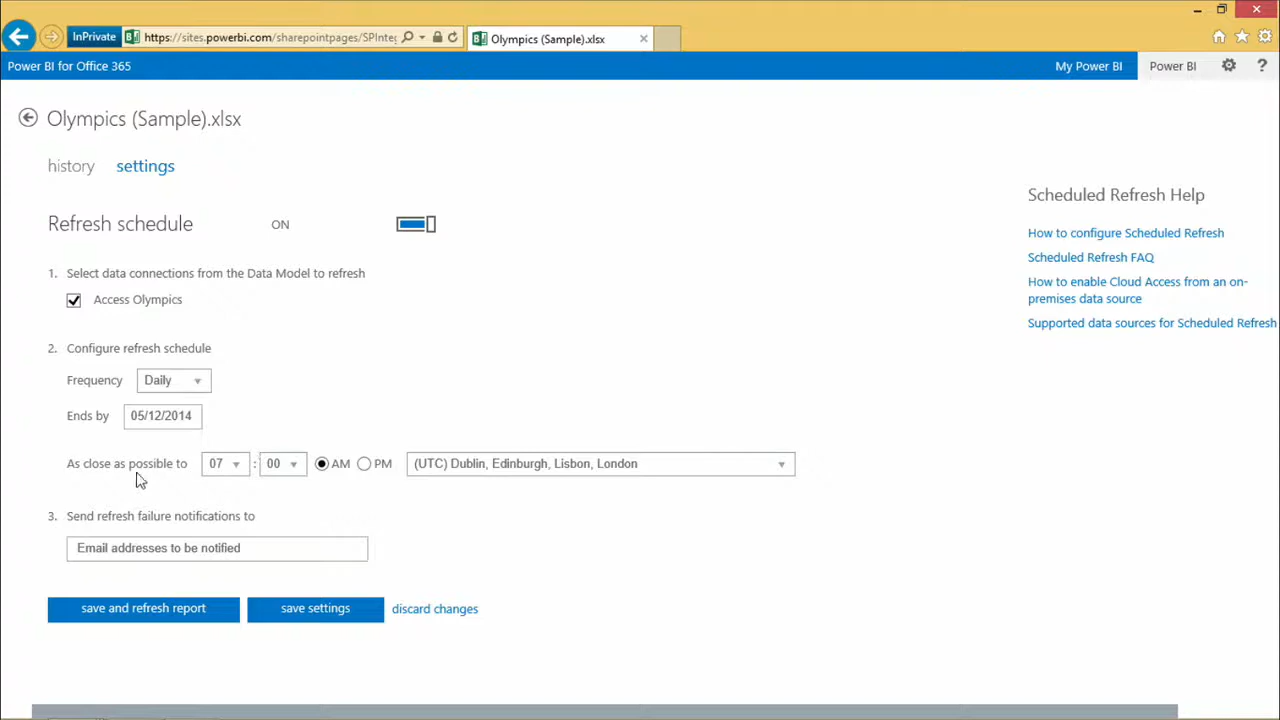 InPrivate https://sites.powerbi.com/sharepointpages/SPInteg Olympics (Sample).xlsx
Power BI for Office 365 My Power BI Power BI ?
Olympics (Sample).xlsx
history settings
Refresh schedule ON
1. Select data connections from the Data Model to refresh
Access Olympics
2. Configure refresh schedule
Frequency Daily
Ends by 05/12/2014
As close as possible to 07 : 00 AM PM (UTC) Dublin, Edinburgh, Lisbon, London
3. Send refresh failure notifications to
Email addresses to be notified
save and refresh report save settings discard changes
Scheduled Refresh Help
How to configure Scheduled Refresh
Scheduled Refresh FAQ
How to enable Cloud Access from an on-
premises data source
Supported data sources for Scheduled Refresh